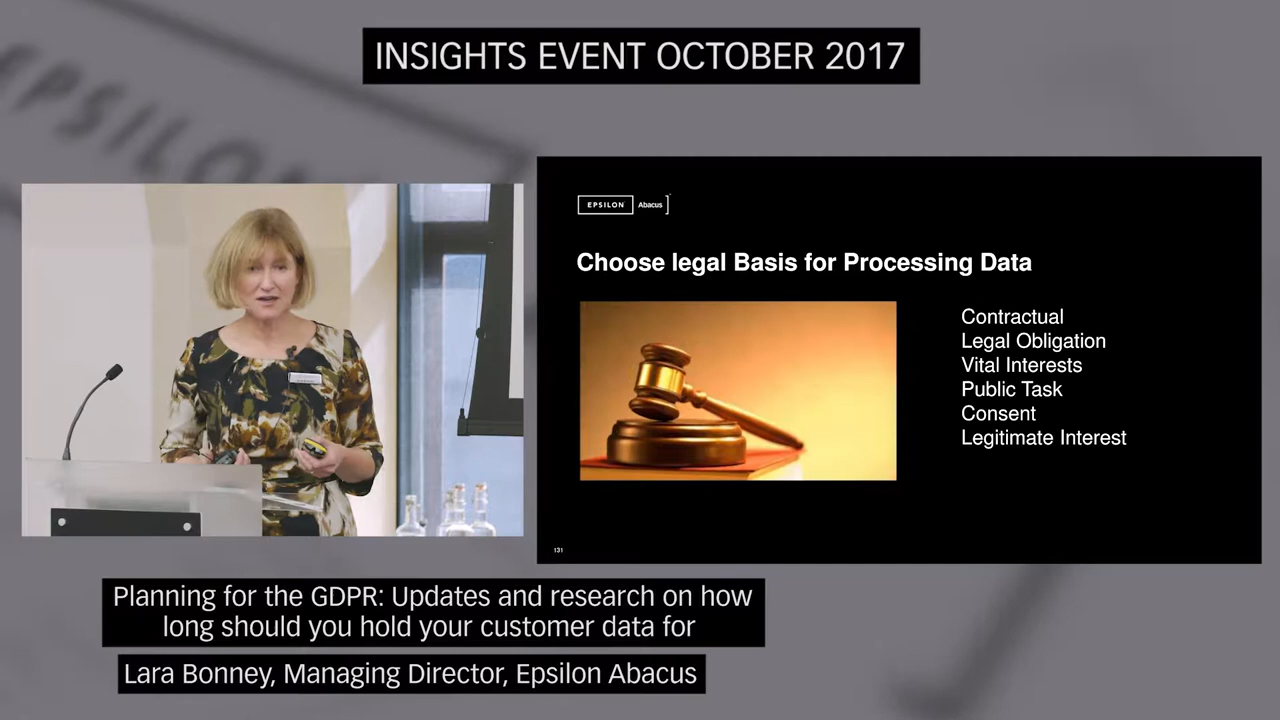 INSIGHTS EVENT OCTOBER 2017
EPSILON
EPSILON Abacus
Choose legal Basis for Processing Data
Contractual
Legal Obligation
Vital Interests
Public Task
Consent
Legitimate Interest
131
Planning for the GDPR: Updates and research on how
long should you hold your customer data for
Lara Bonney, Managing Director, Epsilon Abacus